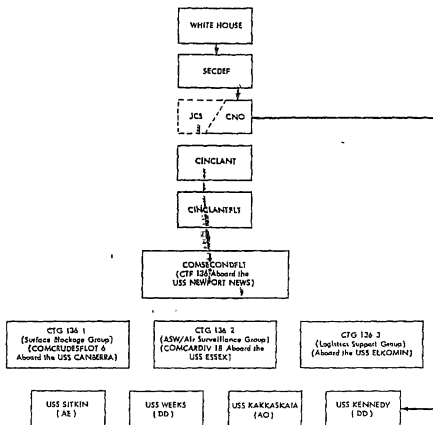 WHITE HOUSE
SECDEF
JCS
CNO
CINCLANT
CINCLANTFLT
COMSECONDFLT
(CTF 136 Aboard the
USS NEWPORT NEWS)
CTG 136 1
(Surface Blockage Group)
(COMCRUDESFLOT 6
Aboard the USS CANBERRA)
CTG 136 2
(ASW/Air Surveillance Group)
(COMCARDIV 18 Aboard the
USS ESSEX)
CTG 136 3
(Logistics Support Group)
(Aboard the USS ELKOMIN)
USS SITKIN
(AE)
USS WEEKS
(DD)
USS KAKKASKAIA
(AO)
USS KENNEDY
(DD)